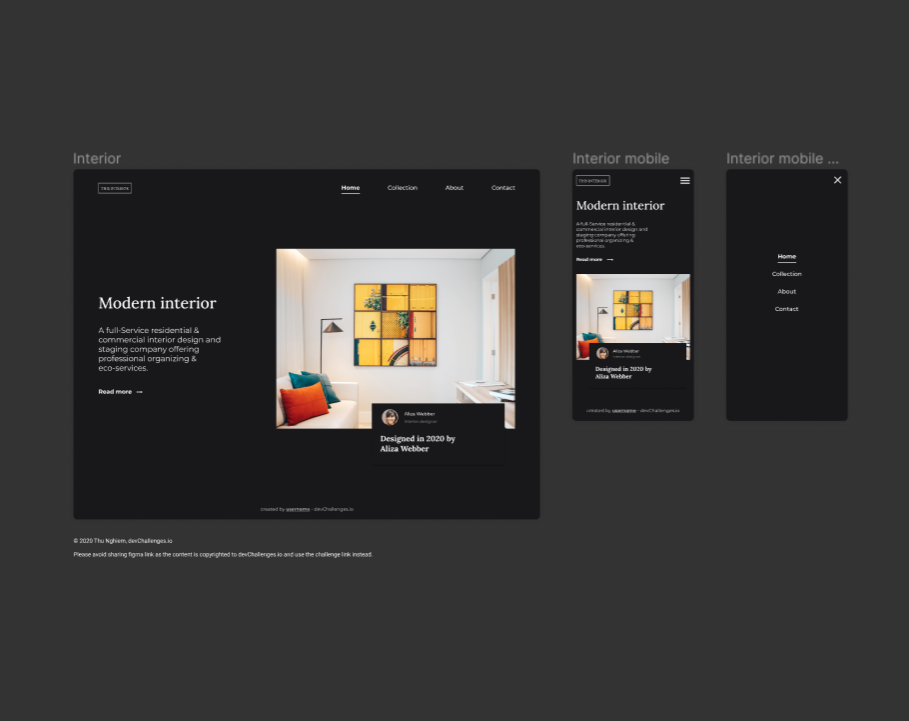 Interior
Home Collection About Contact
Modern interior
A full-Service residential &
commercial interior design and
staging company offering
professional organizing &
eco-services.
Read more →
Aliza Webber
Interior designer
Designed in 2020 by
Aliza Webber
created by username - devChallenges.io
Interior mobile
Modern interior
A full-Service residential &
commercial interior design and
staging company offering
professional organizing &
eco-services.
Read more →
Aliza Webber
Interior designer
Designed in 2020 by
Aliza Webber
created by username - devChallenges.io
Interior mobile ...
Home
Collection
About
Contact
© 2020 Thu Nghiem, devChallenges.io
Please avoid sharing figma link as the content is copyrighted to devChallenges.io and use the challenge link instead.